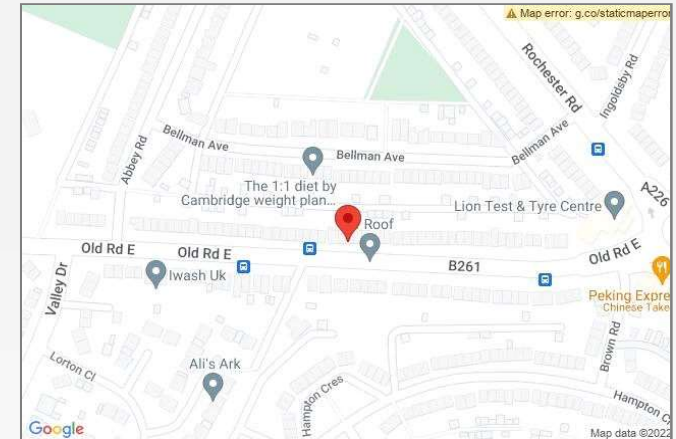 Map error: g.co/staticmaperror
Rochester Rd
Ingoldsby Rd
Abbey Rd
Bellman Ave
Bellman Ave
Bellman Ave
The 1:1 diet by
Cambridge weight plan...
Lion Test & Tyre Centre
A226
Roof
Old Rd E
Old Rd E
B261
Old Rd E
Iwash Uk
Valley Dr
Peking Expre
Chinese Take
Brown Rd
Lorton Cl
Ali's Ark
Hampton Cres
Hampton C
Google
Map data ©2022